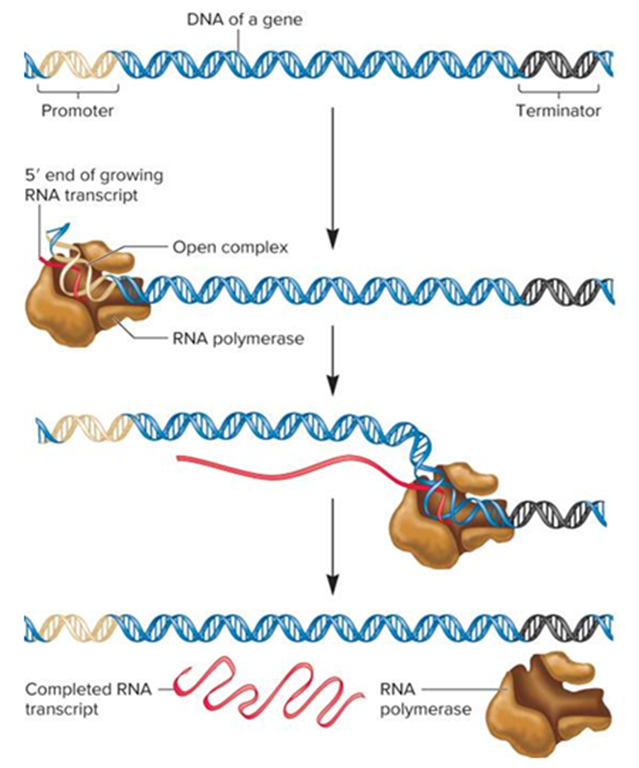 DNA of a gene
Promoter
Terminator
5′ end of growing
RNA transcript
Open complex
RNA polymerase
Completed RNA
transcript
RNA
polymerase